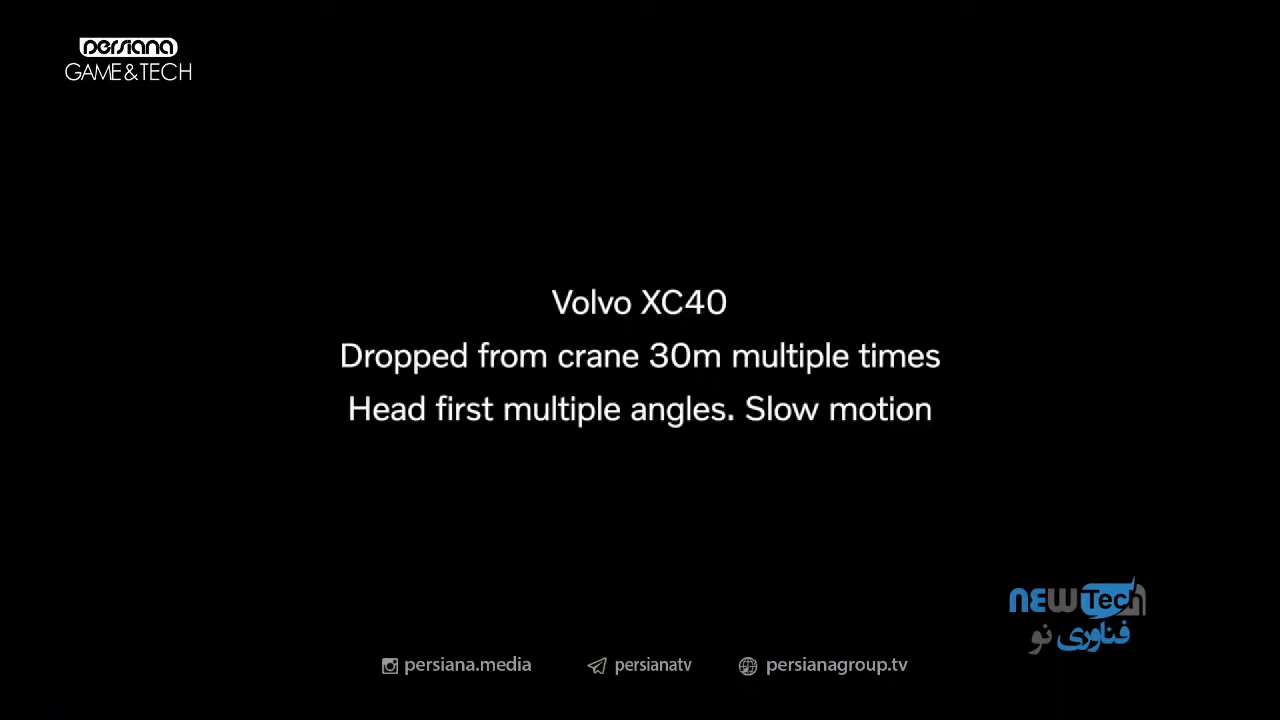 persiana
GAME&TECH
Volvo XC40
Dropped from crane 30m multiple times
Head first multiple angles. Slow motion
NEW Tech
فناوری نو
persiana.media
persianatv
persianagroup.tv